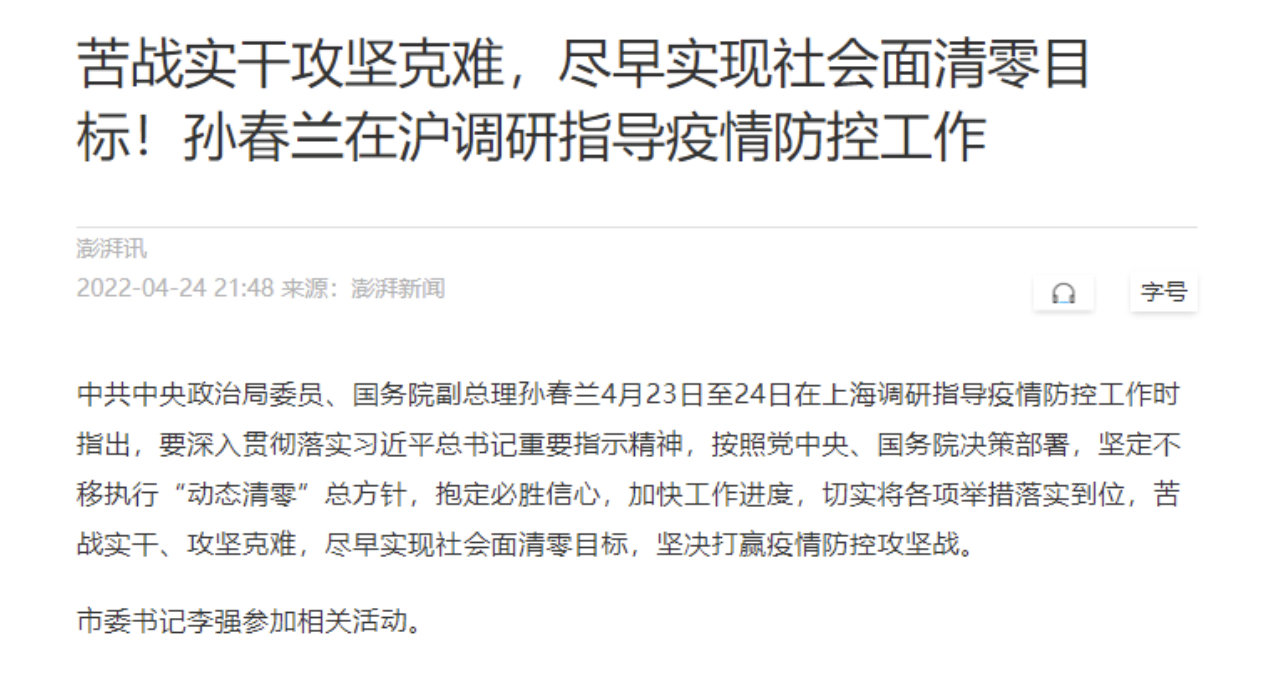 苦战实干攻坚克难，尽早实现社会面清零目
标！孙春兰在沪调研指导疫情防控工作
澎湃讯
2022-04-24 21:48 来源：澎湃新闻
字号
中共中央政治局委员、国务院副总理孙春兰4月23日至24日在上海调研指导疫情防控工作时
指出，要深入贯彻落实习近平总书记重要指示精神，按照党中央、国务院决策部署，坚定不
移执行“动态清零”总方针，抱定必胜信心，加快工作进度，切实将各项举措落实到位，苦
战实干、攻坚克难，尽早实现社会面清零目标，坚决打赢疫情防控攻坚战。
市委书记李强参加相关活动。